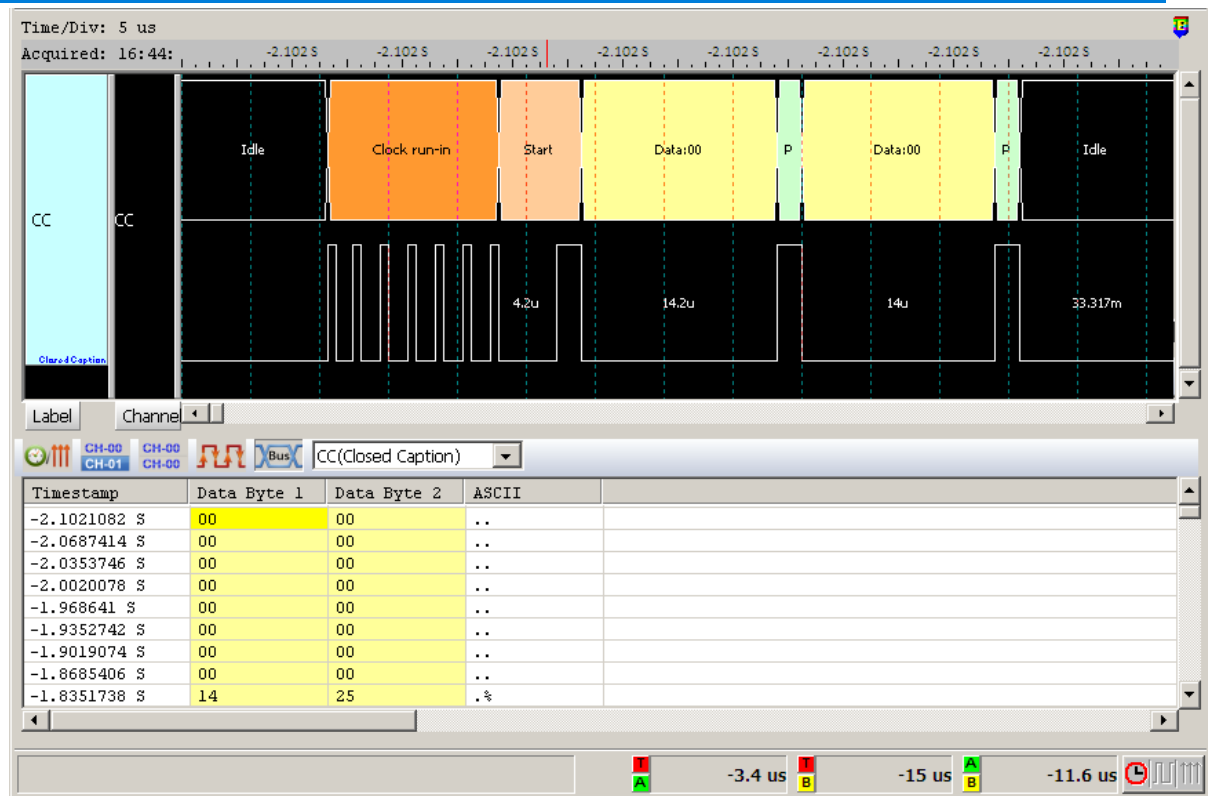 Time/Div: 5 us
Acquired: 16:44: -2.102 S -2.102 S -2.102 S -2.102 S -2.102 S -2.102 S -2.102 S -2.102 S
Idle Clock run-in Start Data:00 P Data:00 P Idle
CC CC
4.2u 14.2u 14u 33.317m
Closed Caption
Label Channel
CH-00 CH-00
CH-01 CH-00
Bus CC(Closed Caption)
Timestamp Data Byte 1 Data Byte 2 ASCII
-2.1021082 S 00 00 ..
-2.0687414 S 00 00 ..
-2.0353746 S 00 00 ..
-2.0020078 S 00 00 ..
-1.968641 S 00 00 ..
-1.9352742 S 00 00 ..
-1.9019074 S 00 00 ..
-1.8685406 S 00 00 ..
-1.8351738 S 14 25 .%
T A -3.4 us T B -15 us A B -11.6 us